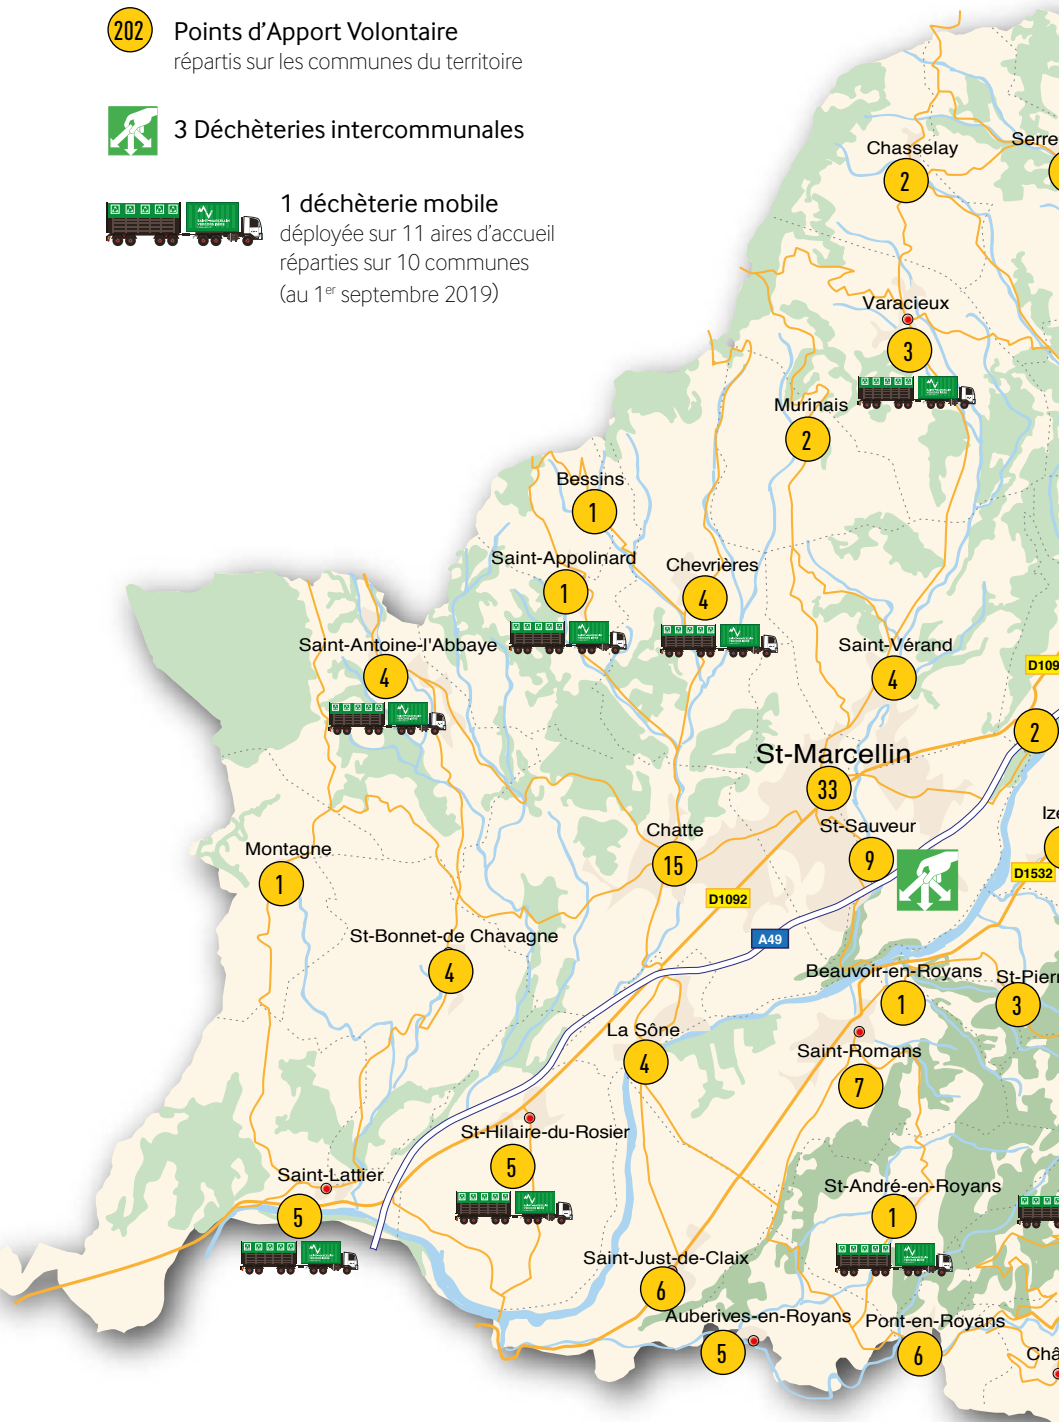 202 Points d'Apport Volontaire
répartis sur les communes du territoire
3 Déchèteries intercommunales
1 déchèterie mobile
déployée sur 11 aires d'accueil
réparties sur 10 communes
(au 1er septembre 2019)
Chasselay
2
Serre
Varacieux
3
Murinais
2
Bessins
1
Saint-Appolinard
1
Chevrières
4
Saint-Antoine-l'Abbaye
4
Saint-Vérand
4
D109
2
St-Marcellin
33
St-Sauveur
9
Ize
Chatte
15
D1532
D1092
A49
Montagne
1
St-Bonnet-de Chavagne
4
Beauvoir-en-Royans
1
St-Pierr
3
La Sône
4
Saint-Romans
7
St-Hilaire-du-Rosier
5
Saint-Lattier
5
St-André-en-Royans
1
Saint-Just-de-Claix
6
Auberives-en-Royans
5
Pont-en-Royans
6
Châ